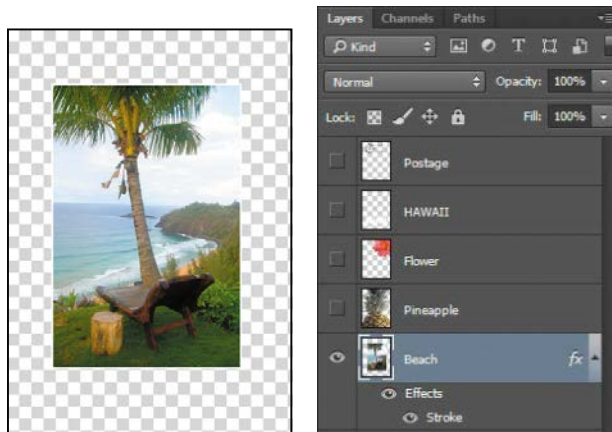 Layers Channels Paths
Kind T
Normal Opacity: 100%
Lock: Fill: 100%
Postage
HAWAII
Flower
Pineapple
Beach fx
Effects
Stroke